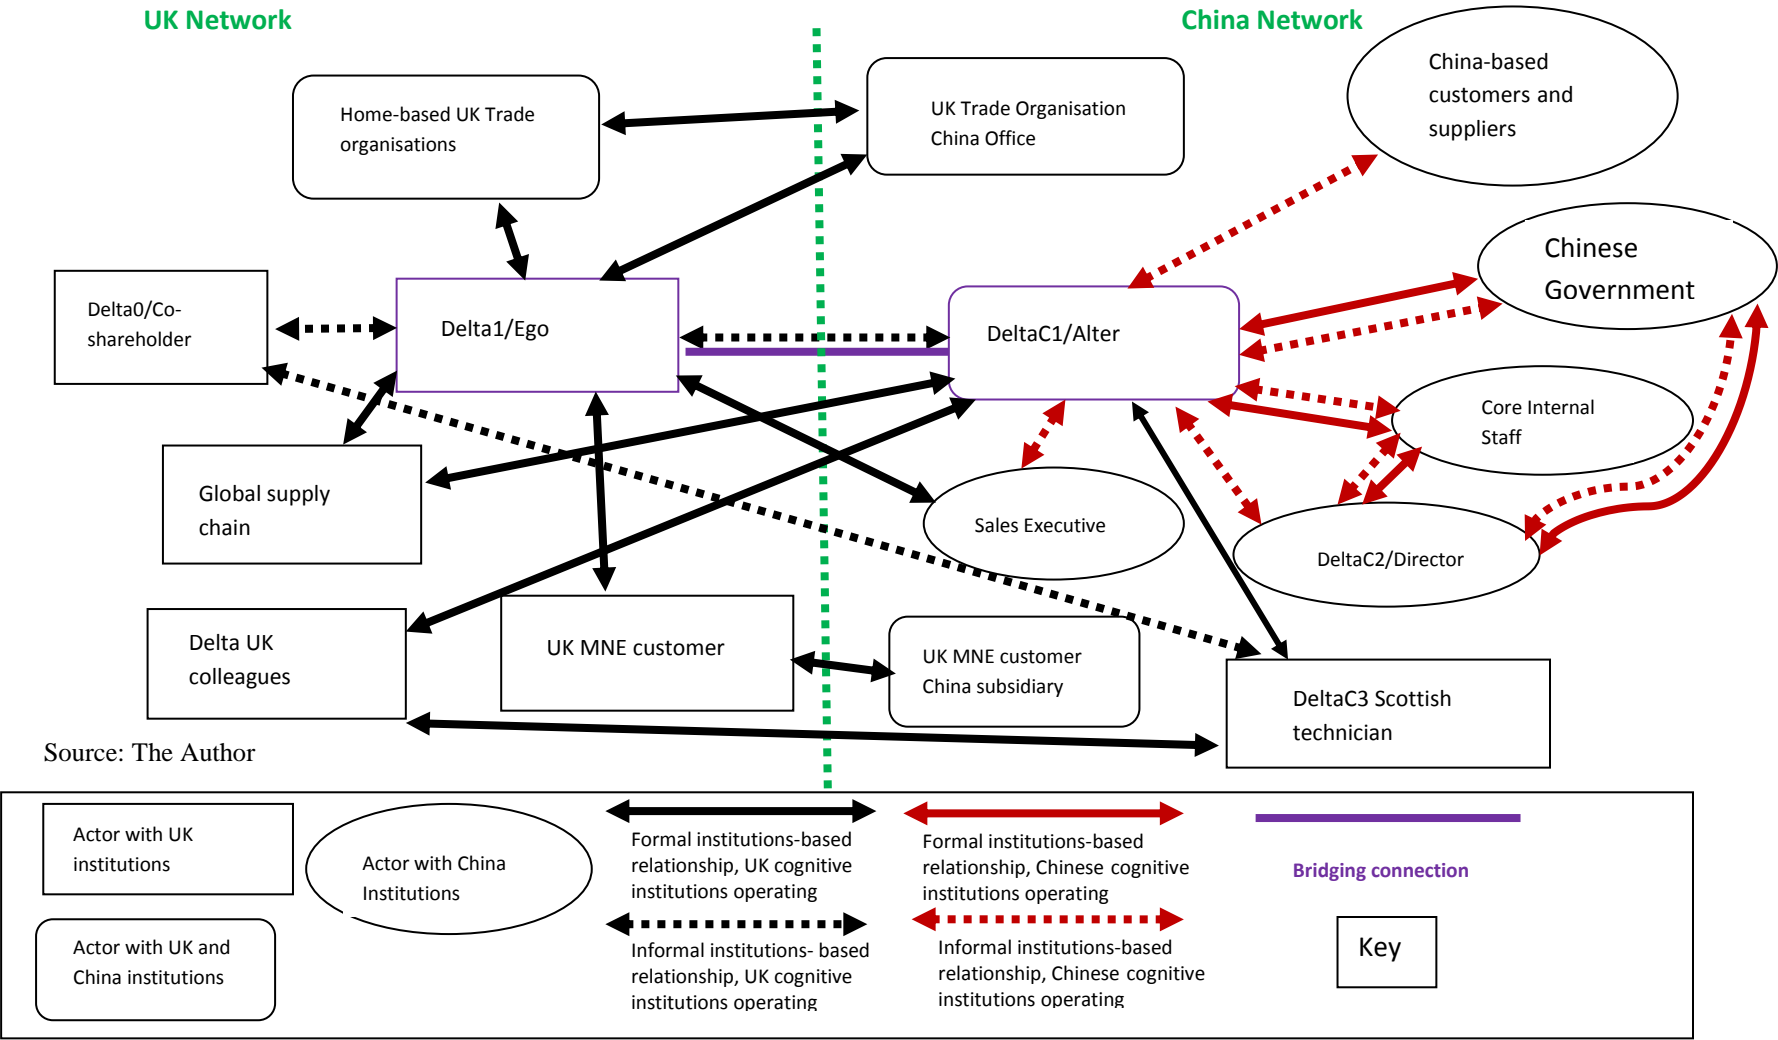 UK Network
China Network
China-based
customers and
suppliers
Home-based UK Trade
organisations
UK Trade Organisation
China Office
Chinese
Government
Delta0/Co-
shareholder
Delta1/Ego
DeltaC1/Alter
Core Internal
Staff
Global supply
chain
Sales Executive
DeltaC2/Director
Delta UK
colleagues
UK MNE customer
UK MNE customer
China subsidiary
DeltaC3 Scottish
technician
Source: The Author
Actor with UK
institutions
Actor with China
Institutions
Actor with UK and
China institutions
Formal institutions-based
relationship, UK cognitive
institutions operating
Informal institutions- based
relationship, UK cognitive
institutions operating
Formal institutions-based
relationship, Chinese cognitive
institutions operating
Informal institutions-based
relationship, Chinese cognitive
institutions operating
Bridging connection
Key